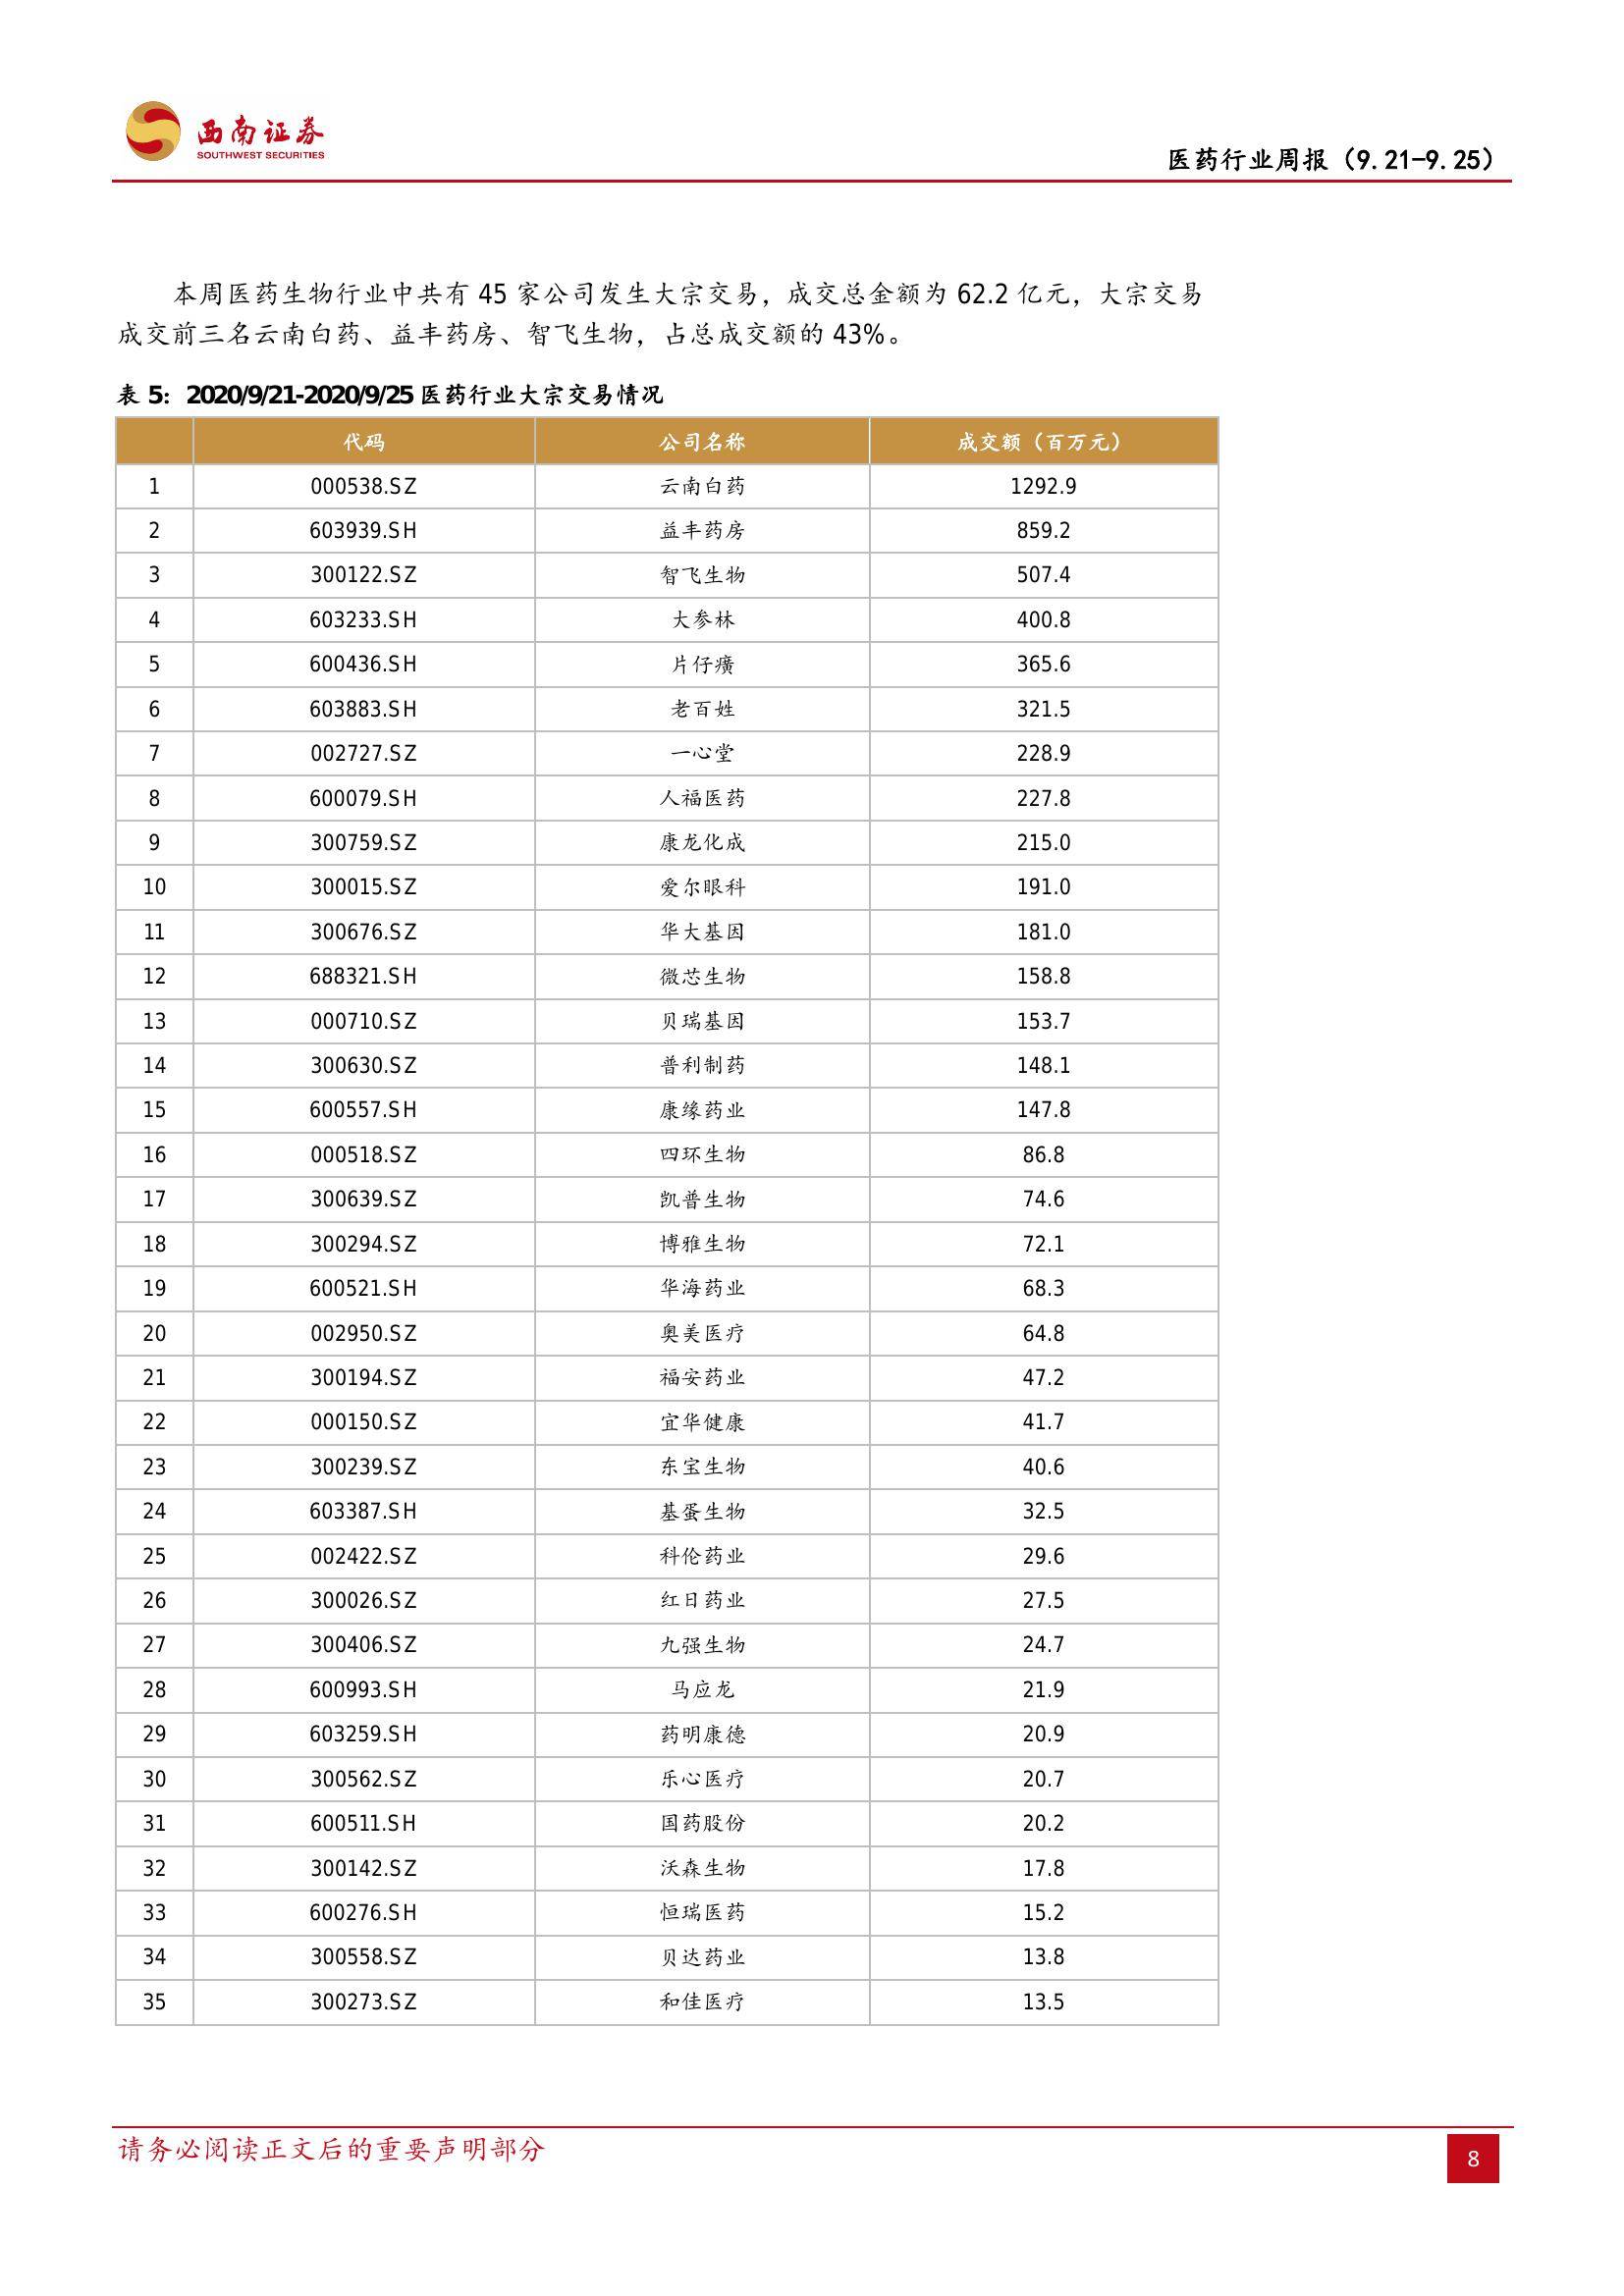 西南证券
SOUTHWEST SECURITIES
医药行业周报（9.21-9.25）
本周医药生物行业中共有 45 家公司发生大宗交易，成交总金额为 62.2 亿元，大宗交易
成交前三名云南白药、益丰药房、智飞生物，占总成交额的 43%。
表 5：2020/9/21-2020/9/25 医药行业大宗交易情况
代码 公司名称 成交额（百万元）
1 000538.SZ 云南白药 1292.9
2 603939.SH 益丰药房 859.2
3 300122.SZ 智飞生物 507.4
4 603233.SH 大参林 400.8
5 600436.SH 片仔癀 365.6
6 603883.SH 老百姓 321.5
7 002727.SZ 一心堂 228.9
8 600079.SH 人福医药 227.8
9 300759.SZ 康龙化成 215.0
10 300015.SZ 爱尔眼科 191.0
11 300676.SZ 华大基因 181.0
12 688321.SH 微芯生物 158.8
13 000710.SZ 贝瑞基因 153.7
14 300630.SZ 普利制药 148.1
15 600557.SH 康缘药业 147.8
16 000518.SZ 四环生物 86.8
17 300639.SZ 凯普生物 74.6
18 300294.SZ 博雅生物 72.1
19 600521.SH 华海药业 68.3
20 002950.SZ 奥美医疗 64.8
21 300194.SZ 福安药业 47.2
22 000150.SZ 宜华健康 41.7
23 300239.SZ 东宝生物 40.6
24 603387.SH 基蛋生物 32.5
25 002422.SZ 科伦药业 29.6
26 300026.SZ 红日药业 27.5
27 300406.SZ 九强生物 24.7
28 600993.SH 马应龙 21.9
29 603259.SH 药明康德 20.9
30 300562.SZ 乐心医疗 20.7
31 600511.SH 国药股份 20.2
32 300142.SZ 沃森生物 17.8
33 600276.SH 恒瑞医药 15.2
34 300558.SZ 贝达药业 13.8
35 300273.SZ 和佳医疗 13.5
请务必阅读正文后的重要声明部分
8